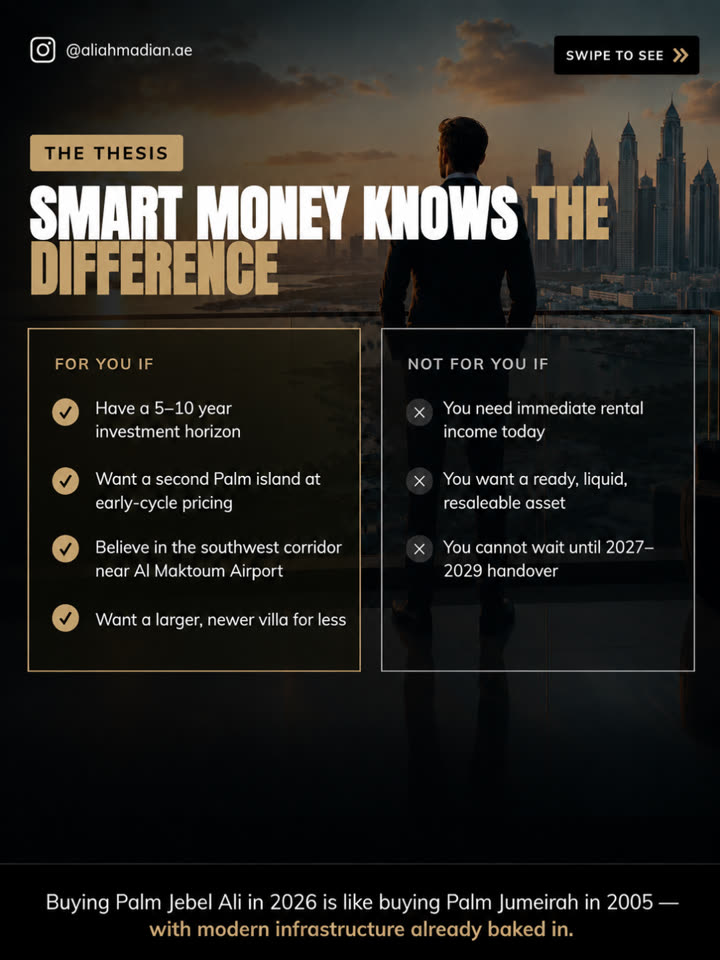 @aliahmadian.ae
SWIPE TO SEE
THE THESIS
SMART MONEY KNOWS THE
DIFFERENCE
FOR YOU IF
Have a 5–10 year
investment horizon
Want a second Palm island at
early-cycle pricing
Believe in the southwest corridor
near Al Maktoum Airport
Want a larger, newer villa for less
NOT FOR YOU IF
You need immediate rental
income today
You want a ready, liquid,
resaleable asset
You cannot wait until 2027–
2029 handover
Buying Palm Jebel Ali in 2026 is like buying Palm Jumeirah in 2005 —
with modern infrastructure already baked in.